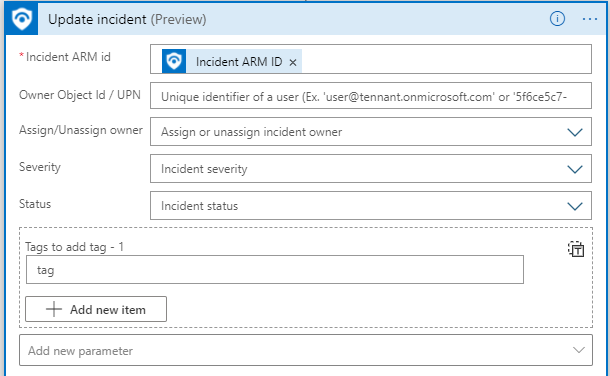 Update incident (Preview)
* Incident ARM id
Incident ARM ID ×
Owner Object Id / UPN
Unique identifier of a user (Ex. 'user@tennant.onmicrosoft.com' or '5f6ce5c7-
Assign/Unassign owner
Assign or unassign incident owner
Severity
Incident severity
Status
Incident status
Tags to add tag - 1
tag
Add new item
Add new parameter